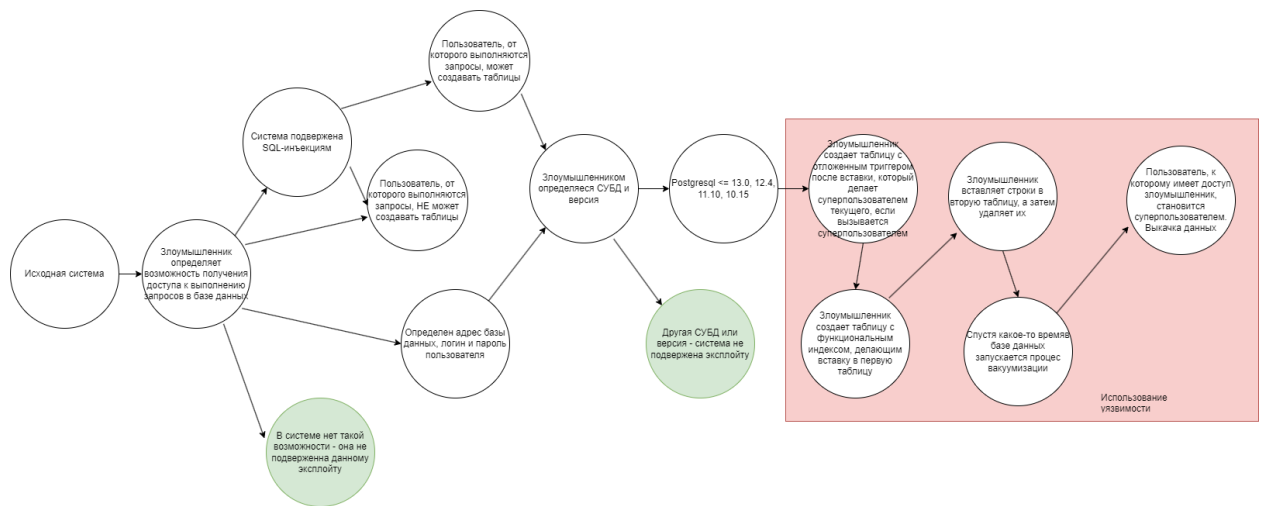 Исходная система
Злоумышленник
определяет
возможность получения
доступа к выполнению
запросов в базе данных
Система подвержена
SQL-инъекциям
Пользователь, от
которого выполняются
запросы, может
создавать таблицы
Пользователь, от
которого выполняются
запросы, НЕ может
создавать таблицы
Определен адрес базы
данных, логин и пароль
пользователя
В системе нет такой
возможности - она не
подверженна данному
эксплойту
Злоумышленником
определяеся СУБД и
версия
Другая СУБД или
версия - система не
подвержена эксплойту
Postgresql <= 13.0, 12.4,
11.10, 10.15
Злоумышленник
создает таблицу с
отложенным триггером
после вставки, который
делает
суперпользователем
текущего, если
вызывается
суперпользователем
Злоумышленник
создает таблицу с
функциональным
индексом, делающим
вставку в первую
таблицу
Злоумышленник
вставляет строки в
вторую таблицу, а затем
удаляет их
Спустя какое-то времяв
базе данных
запускается процес
вакуумизации
Пользователь, к
которому имеет доступ
злоумышленник,
становится
суперпользователем.
Выкачка данных
Использование
уязвимости